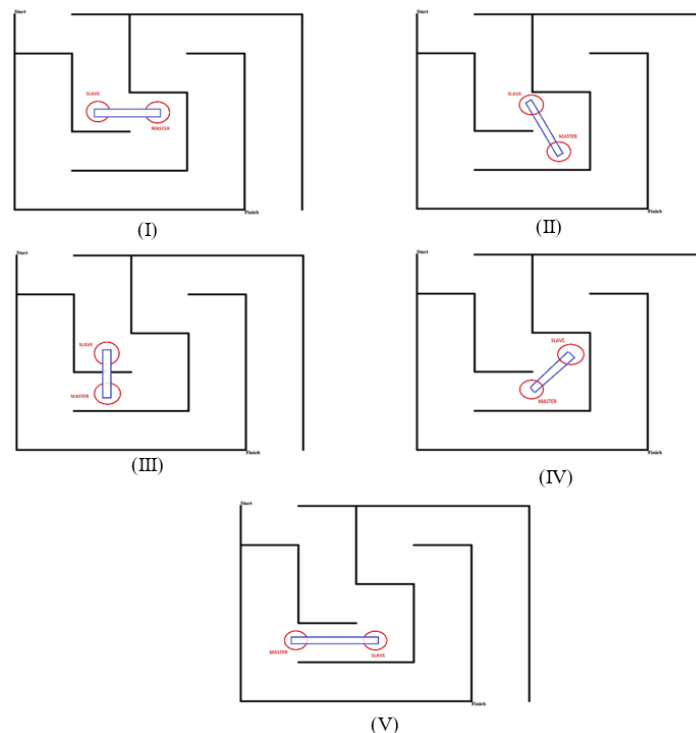 Start
SLAVE
MASTER
Finish
(I)
Start
SLAVE
MASTER
Finish
(II)
Start
SLAVE
MASTER
Finish
(III)
Start
SLAVE
MASTER
Finish
(IV)
Start
MASTER
SLAVE
Finish
(V)